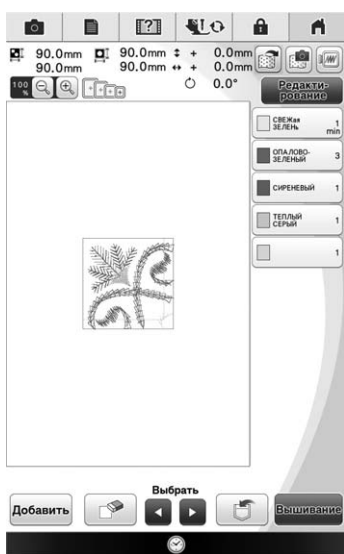 90.0mm 90.0mm + 0.0mm
90.0mm 90.0mm + 0.0mm
100 % 0.0°
Редакти-
рование
СВЕЖая 1
ЗЕЛЕНЬ min
ОПАЛОВО- 3
ЗЕЛЕНЫЙ
СИРЕНЕВЫЙ 1
ТЕПЛЫЙ 1
СЕРЫЙ
1
Выбрать
Добавить
Вышивание